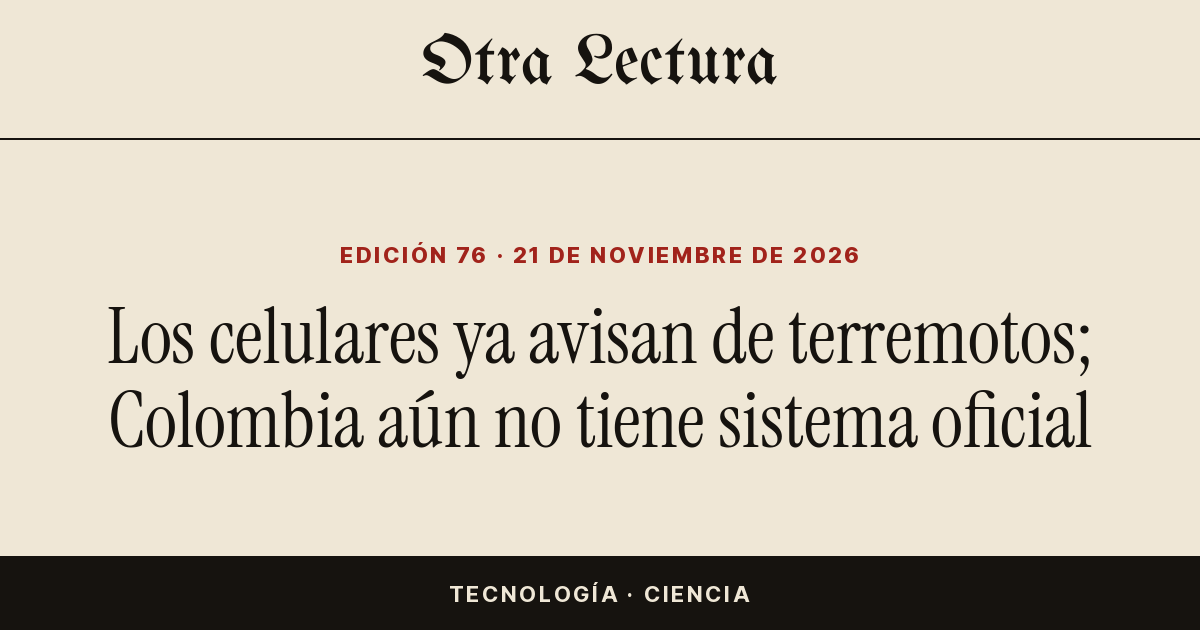 Otra Lectura
EDICIÓN 76 · 21 DE NOVIEMBRE DE 2026
Los celulares ya avisan de terremotos;
Colombia aún no tiene sistema oficial
TECNOLOGÍA · CIENCIA